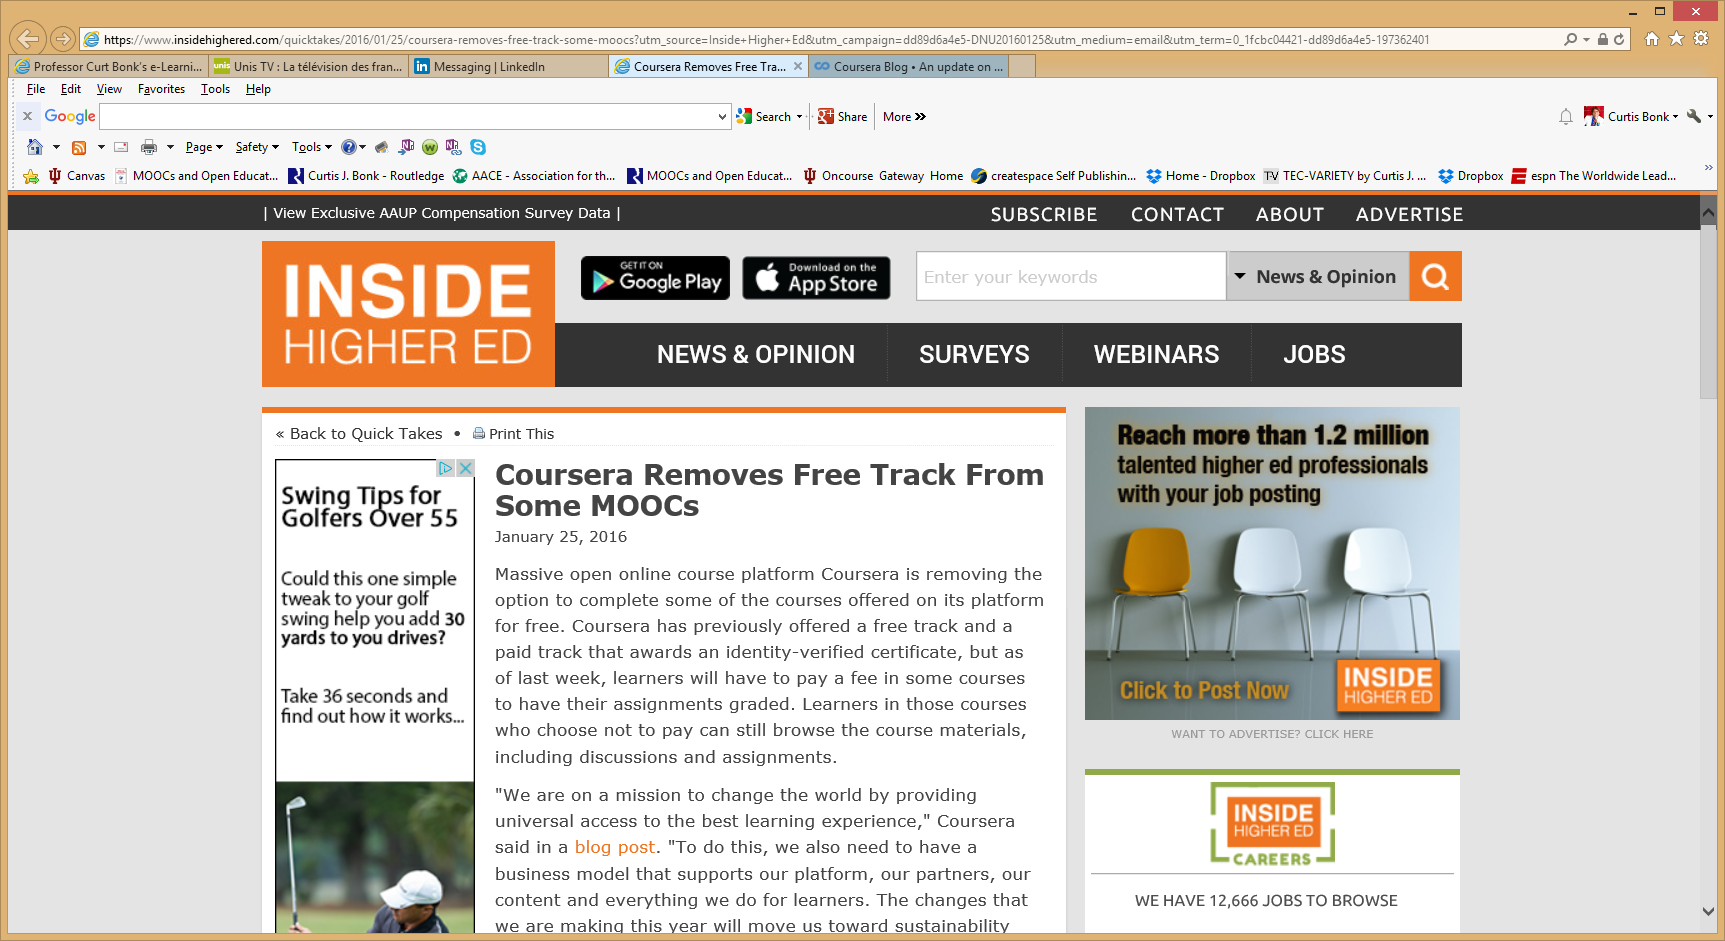 https://www.insidehighered.com/quicktakes/2016/01/25/coursera-removes-free-track-some-moocs?utm_source=Inside+Higher+Ed&utm_campaign=dd89d6a4e5-DNU20160125&utm_medium=email&utm_term=0_1fcbc04421-dd89d6a4e5-197362401
Professor Curt Bonk's e-Learni... Unis TV : La télévision des fran... Messaging | LinkedIn Coursera Removes Free Tra... Coursera Blog • An update on ...
File Edit View Favorites Tools Help
X Google Search Share More » Curtis Bonk
Page Safety Tools
Canvas MOOCs and Open Educat... Curtis J. Bonk - Routledge AACE - Association for th... MOOCs and Open Educat... Oncourse Gateway Home createspace Self Publishin... Home - Dropbox TEC-VARIETY by Curtis J. ... Dropbox espn The Worldwide Lead... »
| View Exclusive AAUP Compensation Survey Data | SUBSCRIBE CONTACT ABOUT ADVERTISE
INSIDE
HIGHER ED
GET IT ON
Google Play
Download on the
App Store
Enter your keywords News & Opinion
NEWS & OPINION SURVEYS WEBINARS JOBS
« Back to Quick Takes • Print This
Swing Tips for
Golfers Over 55
Could this one simple
tweak to your golf
swing help you add 30
yards to you drives?
Take 36 seconds and
find out how it works...
Coursera Removes Free Track From
Some MOOCs
January 25, 2016
Massive open online course platform Coursera is removing the
option to complete some of the courses offered on its platform
for free. Coursera has previously offered a free track and a
paid track that awards an identity-verified certificate, but as
of last week, learners will have to pay a fee in some courses
to have their assignments graded. Learners in those courses
who choose not to pay can still browse the course materials,
including discussions and assignments.
"We are on a mission to change the world by providing
universal access to the best learning experience," Coursera
said in a blog post. "To do this, we also need to have a
business model that supports our platform, our partners, our
content and everything we do for learners. The changes that
we are making this year will move us toward sustainability
Reach more than 1.2 million
talented higher ed professionals
with your job posting
Click to Post Now
INSIDE
HIGHER ED
WANT TO ADVERTISE? CLICK HERE
INSIDE
HIGHER ED
CAREERS
WE HAVE 12,666 JOBS TO BROWSE